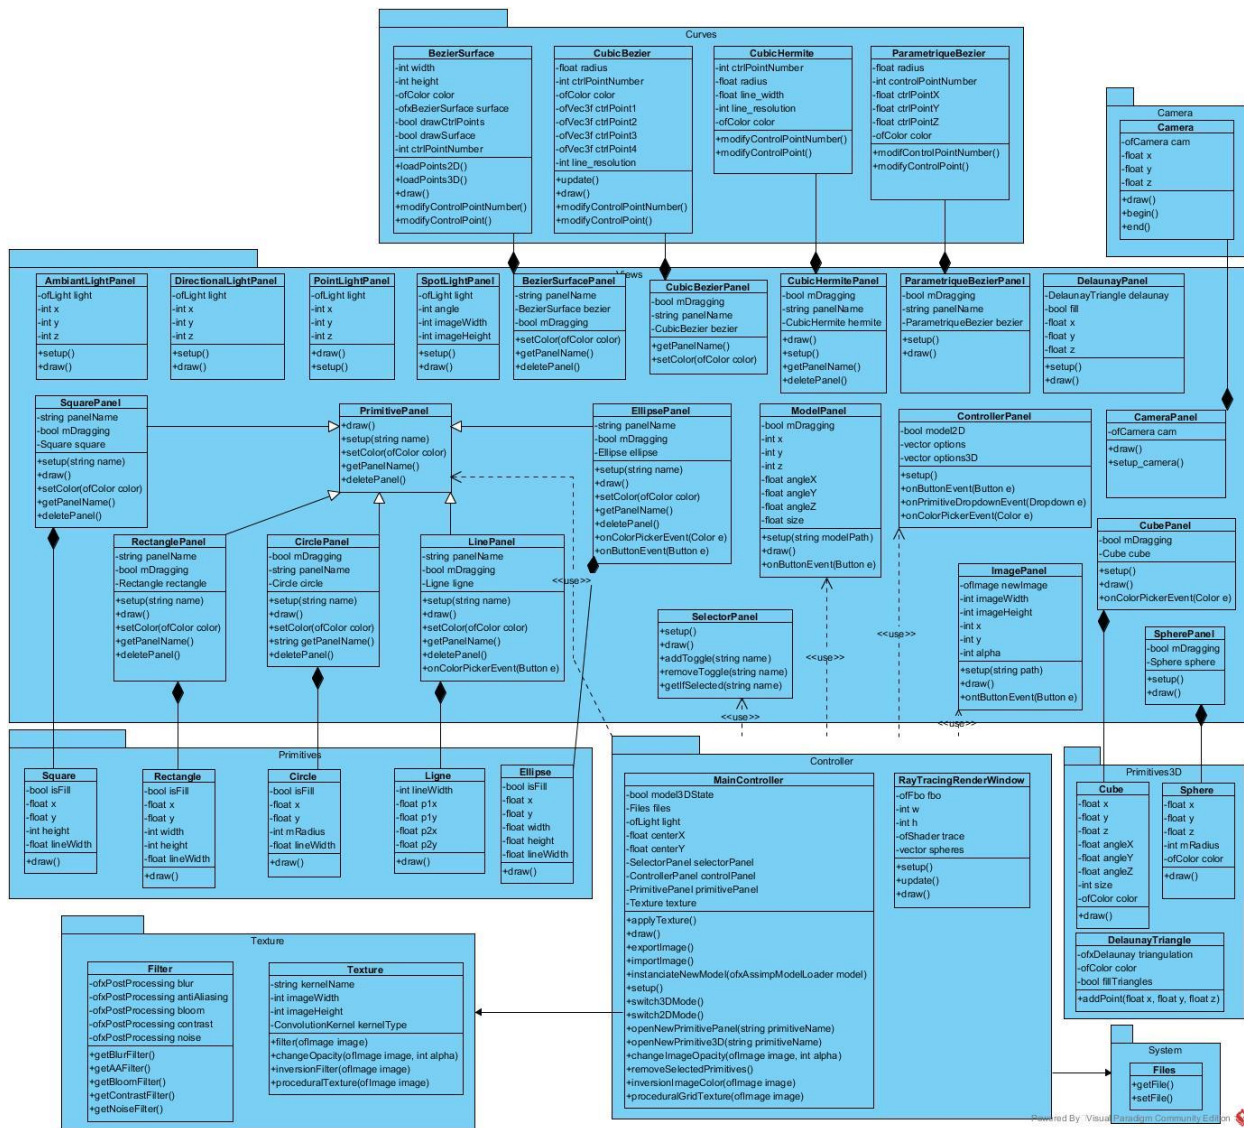 Curves
BezierSurface
-int width
-int height
-ofColor color
-ofxBezierSurface surface
-bool drawCtrlPoints
-bool drawSurface
-int ctrlPointNumber
+loadPoints2D()
+loadPoints3D()
+draw()
+modifyControlPointNumber()
+modifyControlPoint()
CubicBezier
-float radius
-int ctrlPointNumber
-ofColor color
-ofVec3f ctrlPoint1
-ofVec3f ctrlPoint2
-ofVec3f ctrlPoint3
-ofVec3f ctrlPoint4
-int line_resolution
+update()
+draw()
+modifyControlPoint()
CubicHermite
-int ctrlPointNumber
-float radius
-float line_width
-int line_resolution
-ofColor color
+modifyControlPointNumber()
+modifyControlPoint()
ParametriqueBezier
-float radius
-int controlPointNumber
-float ctrlPointX
-float ctrlPointY
-float ctrlPointZ
-ofColor color
+modifControlPointNumber()
+modifyControlPoint()
Camera
Camera
-ofCamera cam
-float x
-float y
-float z
+draw()
+begin()
+end()
Views
AmbiantLightPanel
-ofLight light
-int x
-int y
-int z
+setup()
+draw()
DirectionalLightPanel
-ofLight light
-int x
-int y
-int z
+setup()
+draw()
PointLightPanel
-ofLight light
-int x
-int y
-int z
+draw()
+setup()
SpotLightPanel
-ofLight light
-int angle
-int imageWidth
-int imageHeight
+setup()
+draw()
BezierSurfacePanel
-string panelName
-BezierSurface bezier
-bool mDragging
+setColor(ofColor color)
+getPanelName()
+deletePanel()
CubicBezierPanel
-bool mDragging
-string panelName
-CubicBezier bezier
+getPanelName()
+setColor(ofColor color)
CubicHermitePanel
-bool mDragging
-string panelName
-CubicHermite hermite
+draw()
+setup()
+getPanelName()
+deletePanel()
ParametriqueBezierPanel
-bool mDragging
-string panelName
-ParametriqueBezier bezier
+setup()
+draw()
DelaunayPanel
-DelaunayTriangle delaunay
-bool fill
-float x
-float y
-float z
+setup()
+draw()
SquarePanel
-string panelName
-bool mDragging
-Square square
+setup(string name)
+draw()
+setColor(ofColor color)
+getPanelName()
+deletePanel()
PrimitivePanel
+draw()
+setup(string name)
+setColor(ofColor color)
+getPanelName()
+deletePanel()
EllipsePanel
-string panelName
-bool mDragging
-Ellipse ellipse
+setup(string name)
+draw()
+setColor(ofColor color)
+getPanelName()
+deletePanel()
+onColorPickerEvent(Color e)
+onButtonEvent(Button e)
ModelPanel
-bool mDragging
-int x
-int y
-int z
-float angleX
-float angleY
-float angleZ
-float size
+setup(string modelPath)
+draw()
+onButtonEvent(Button e)
ControllerPanel
-bool model2D
-vector options
-vector options3D
+setup()
+onButtonEvent(Button e)
+onPrimitiveDropdownEvent(Dropdown e)
+onColorPickerEvent(Color e)
CameraPanel
-ofCamera cam
+draw()
+setup_camera()
RectanglePanel
-string panelName
-bool mDragging
-Rectangle rectangle
+setup(string name)
+draw()
+setColor(ofColor color)
+getPanelName()
+deletePanel()
CirclePanel
-bool mDragging
-string panelName
-Circle circle
+setup(string name)
+draw()
+setColor(ofColor color)
+string getPanelName()
+deletePanel()
LinePanel
-string panelName
-bool mDragging
-Ligne ligne
+setup(string name)
+draw()
+setColor(ofColor color)
+getPanelName()
+deletePanel()
+onColorPickerEvent(Button e)
<<use>>
SelectorPanel
+setup()
+draw()
+addToggle(string name)
+removeToggle(string name)
+getIfSelected(string name)
<<use>>
<<use>>
<<use>>
ImagePanel
-ofImage newImage
-int imageWidth
-int imageHeight
-int x
-int y
-int alpha
+setup(string path)
+draw()
+ontButtonEvent(Button e)
<<use>>
CubePanel
-bool mDragging
-Cube cube
+setup()
+draw()
+onColorPickerEvent(Color e)
SpherePanel
-bool mDragging
-Sphere sphere
+setup()
+draw()
Primitives
Square
-bool isFill
-float x
-float y
-int height
-float lineWidth
+draw()
Rectangle
-bool isFill
-float x
-float y
-int width
-int height
-float lineWidth
+draw()
Circle
-bool isFill
-float x
-float y
-int mRadius
-float lineWidth
+draw()
Ligne
-int lineWidth
-float p1x
-float p1y
-float p2x
-float p2y
+draw()
Ellipse
-bool isFill
-float x
-float y
-float width
-float height
-float lineWidth
+draw()
Controller
MainController
-bool model3DState
-Files files
-ofLight light
-float centerX
-float centerY
-SelectorPanel selectorPanel
-ControllerPanel controlPanel
-PrimitivePanel primitivePanel
-Texture texture
+applyTexture()
+draw()
+exportImage()
+importImage()
+instanciateNewModel(ofxAssimpModelLoader model)
+setup()
+switch3DMode()
+switch2DMode()
+openNewPrimitivePanel(string primitiveName)
+openNewPrimitive3D(string primitiveName)
+changeImageOpacity(ofImage image, int alpha)
+removeSelectedPrimitives()
+inversionImageColor(ofImage image)
+proceduralGridTexture(ofImage image)
RayTracingRenderWindow
-ofFbo fbo
-int w
-int h
-ofShader trace
-vector spheres
+setup()
+update()
+draw()
Primitives3D
Cube
-float x
-float y
-float z
-float angleX
-float angleY
-float angleZ
-int size
-ofColor color
+draw()
Sphere
-float x
-float y
-float z
-int mRadius
-ofColor color
+draw()
DelaunayTriangle
-ofxDelaunay triangulation
-ofColor color
-bool fillTriangles
+addPoint(float x, float y, float z)
Texture
Filter
-ofxPostProcessing blur
-ofxPostProcessing antiAliasing
-ofxPostProcessing bloom
-ofxPostProcessing contrast
-ofxPostProcessing noise
+getBlurFilter()
+getAAFilter()
+getBloomFilter()
+getContrastFilter()
+getNoiseFilter()
Texture
-string kernelName
-int imageWidth
-int imageHeight
-ConvolutionKernel kernelType
+filter(ofImage image)
+changeOpacity(ofImage image, int alpha)
+inversionFilter(ofImage image)
+proceduralTexture(ofImage image)
System
Files
+getFile()
+setFile()
Powered By Visual Paradigm Community Edition